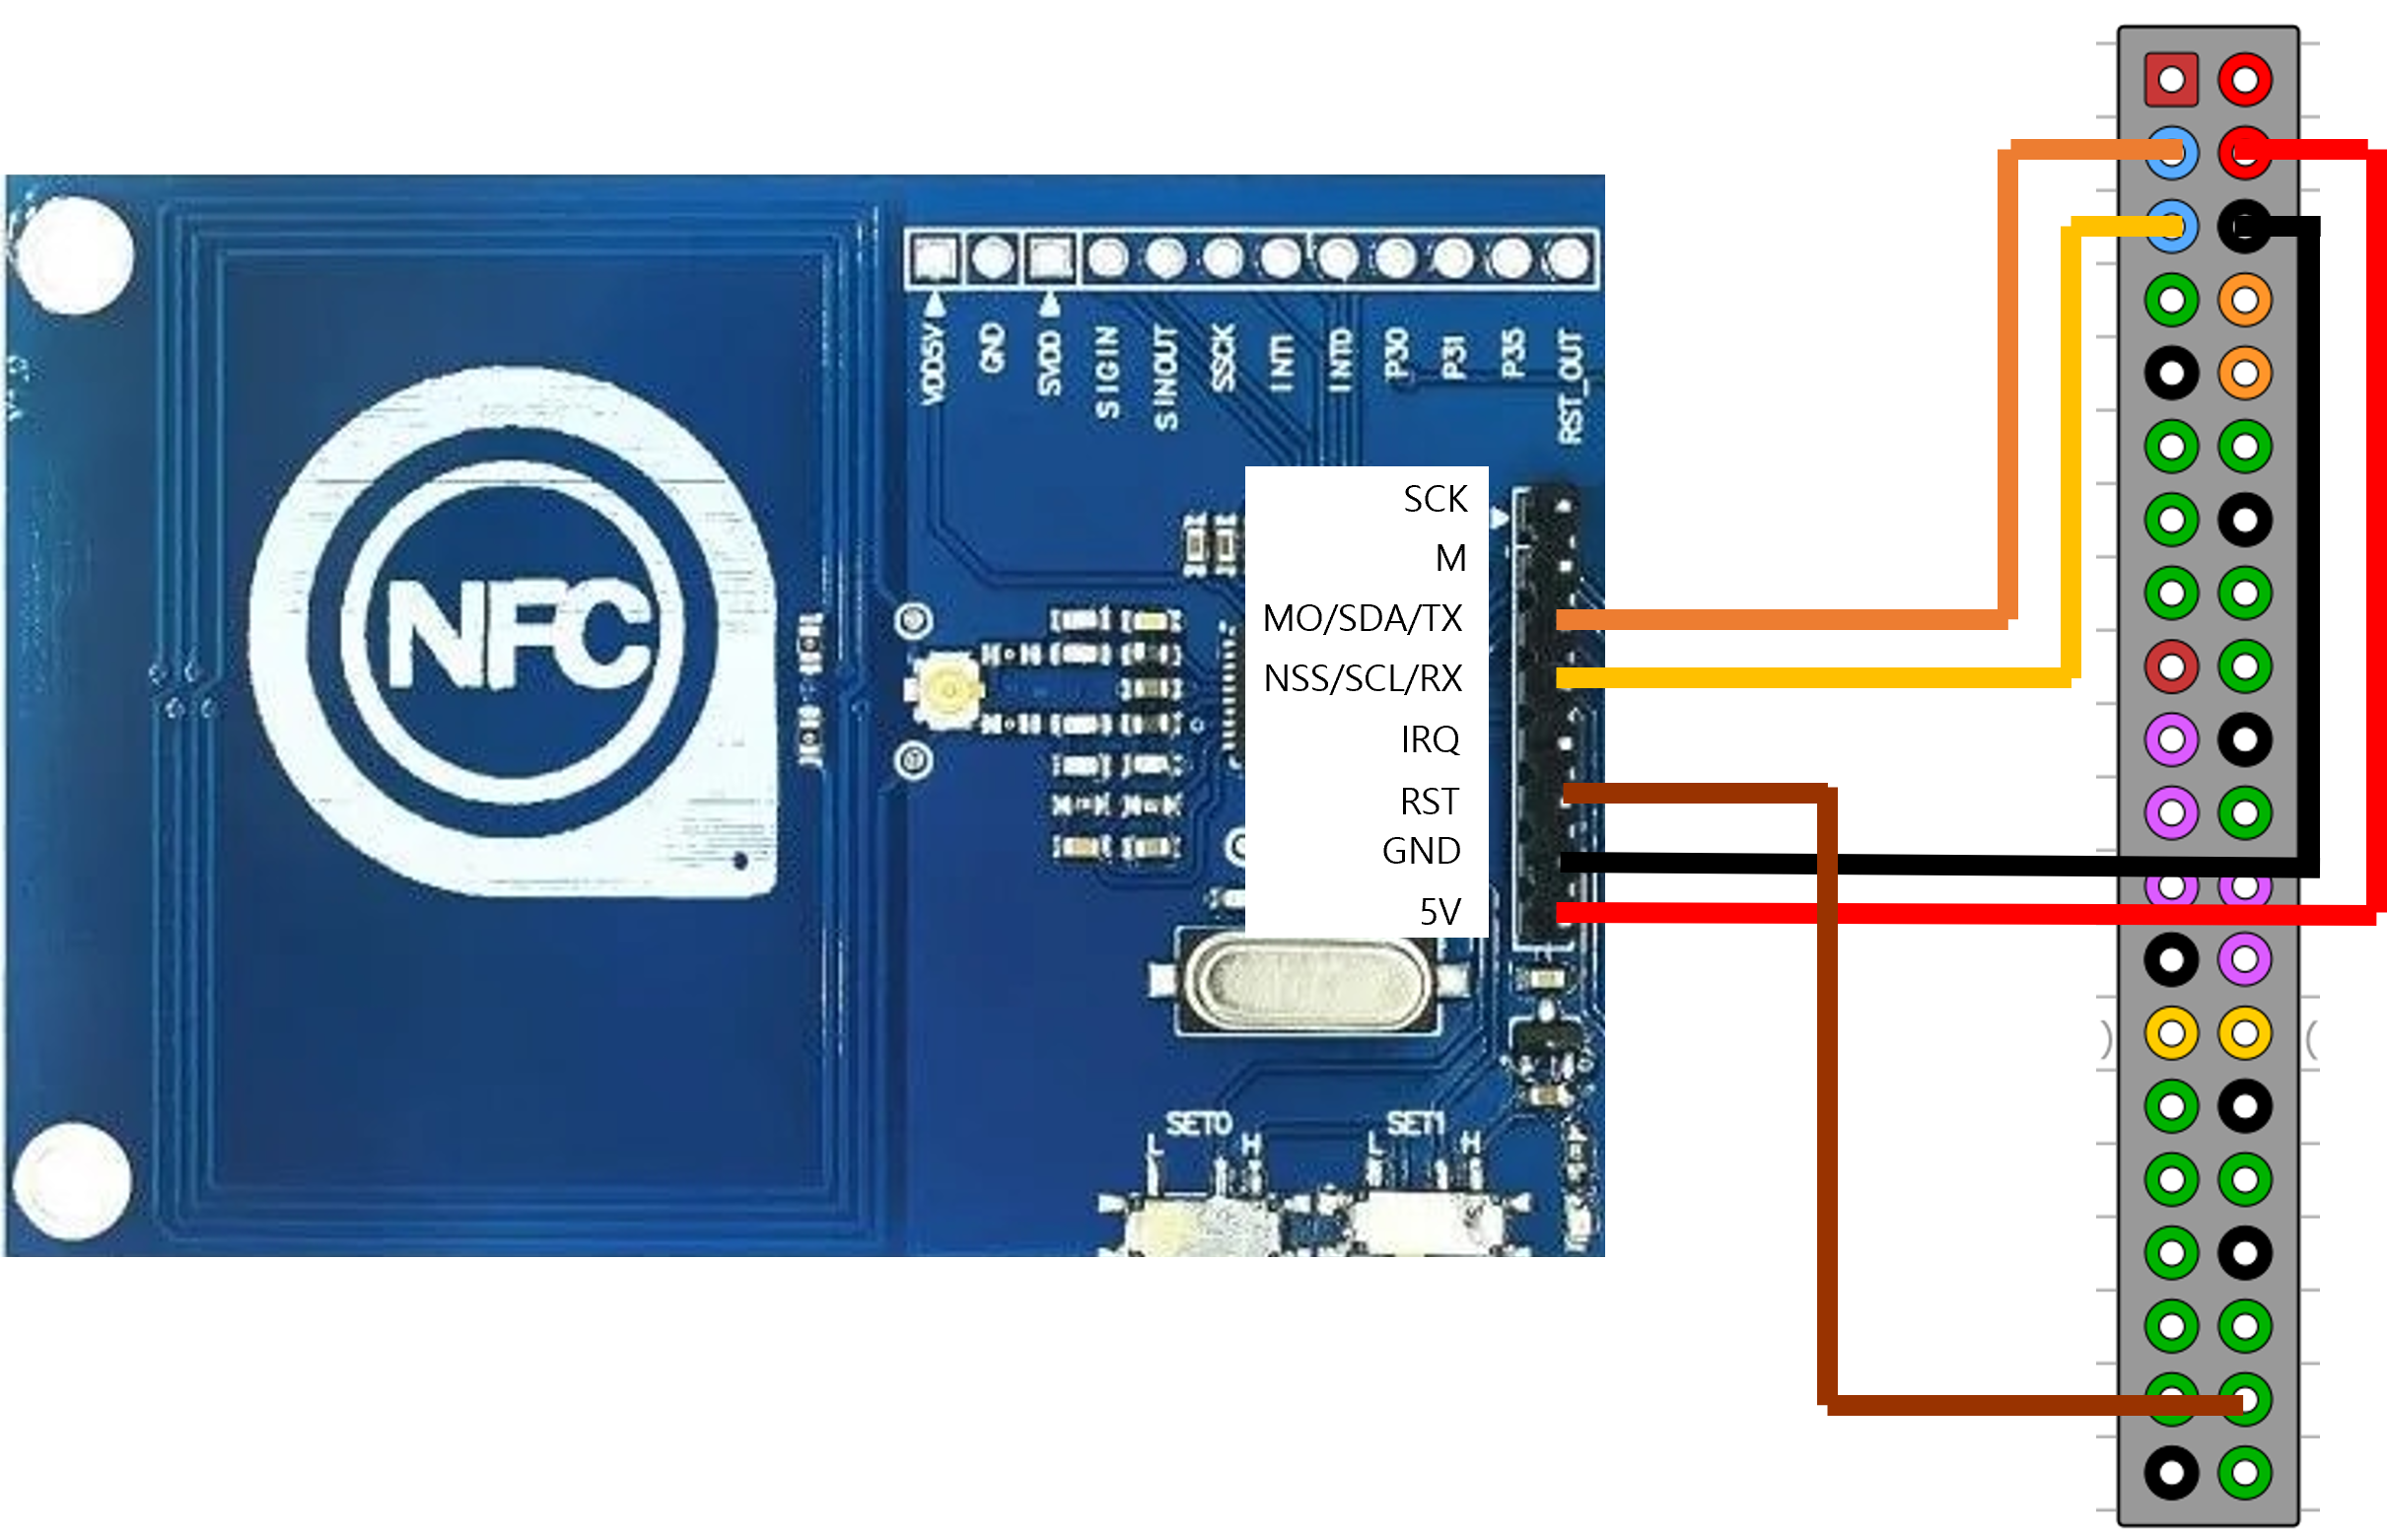 VDD5V
GND
SVDD
SIGIN
SINOUT
SSCK
INT1
INT0
P30
P31
P35
RST_OUT
NFC
SCK
M
MO/SDA/TX
NSS/SCL/RX
IRQ
RST
GND
5V
SET0
L H
SET1
L H
)
(